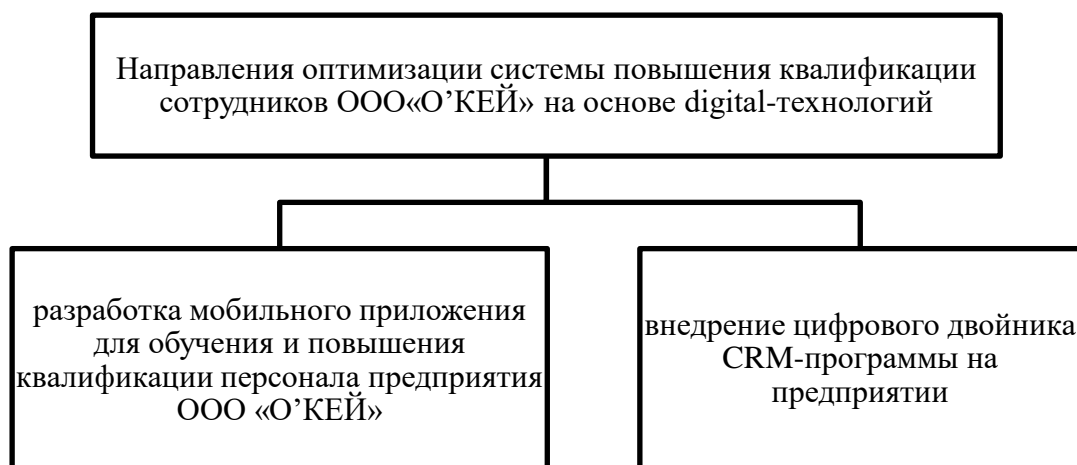 Направления оптимизации системы повышения квалификации
сотрудников ООО«О’КЕЙ» на основе digital-технологий
разработка мобильного приложения
для обучения и повышения
квалификации персонала предприятия
ООО «О’КЕЙ»
внедрение цифрового двойника
CRM-программы на
предприятии